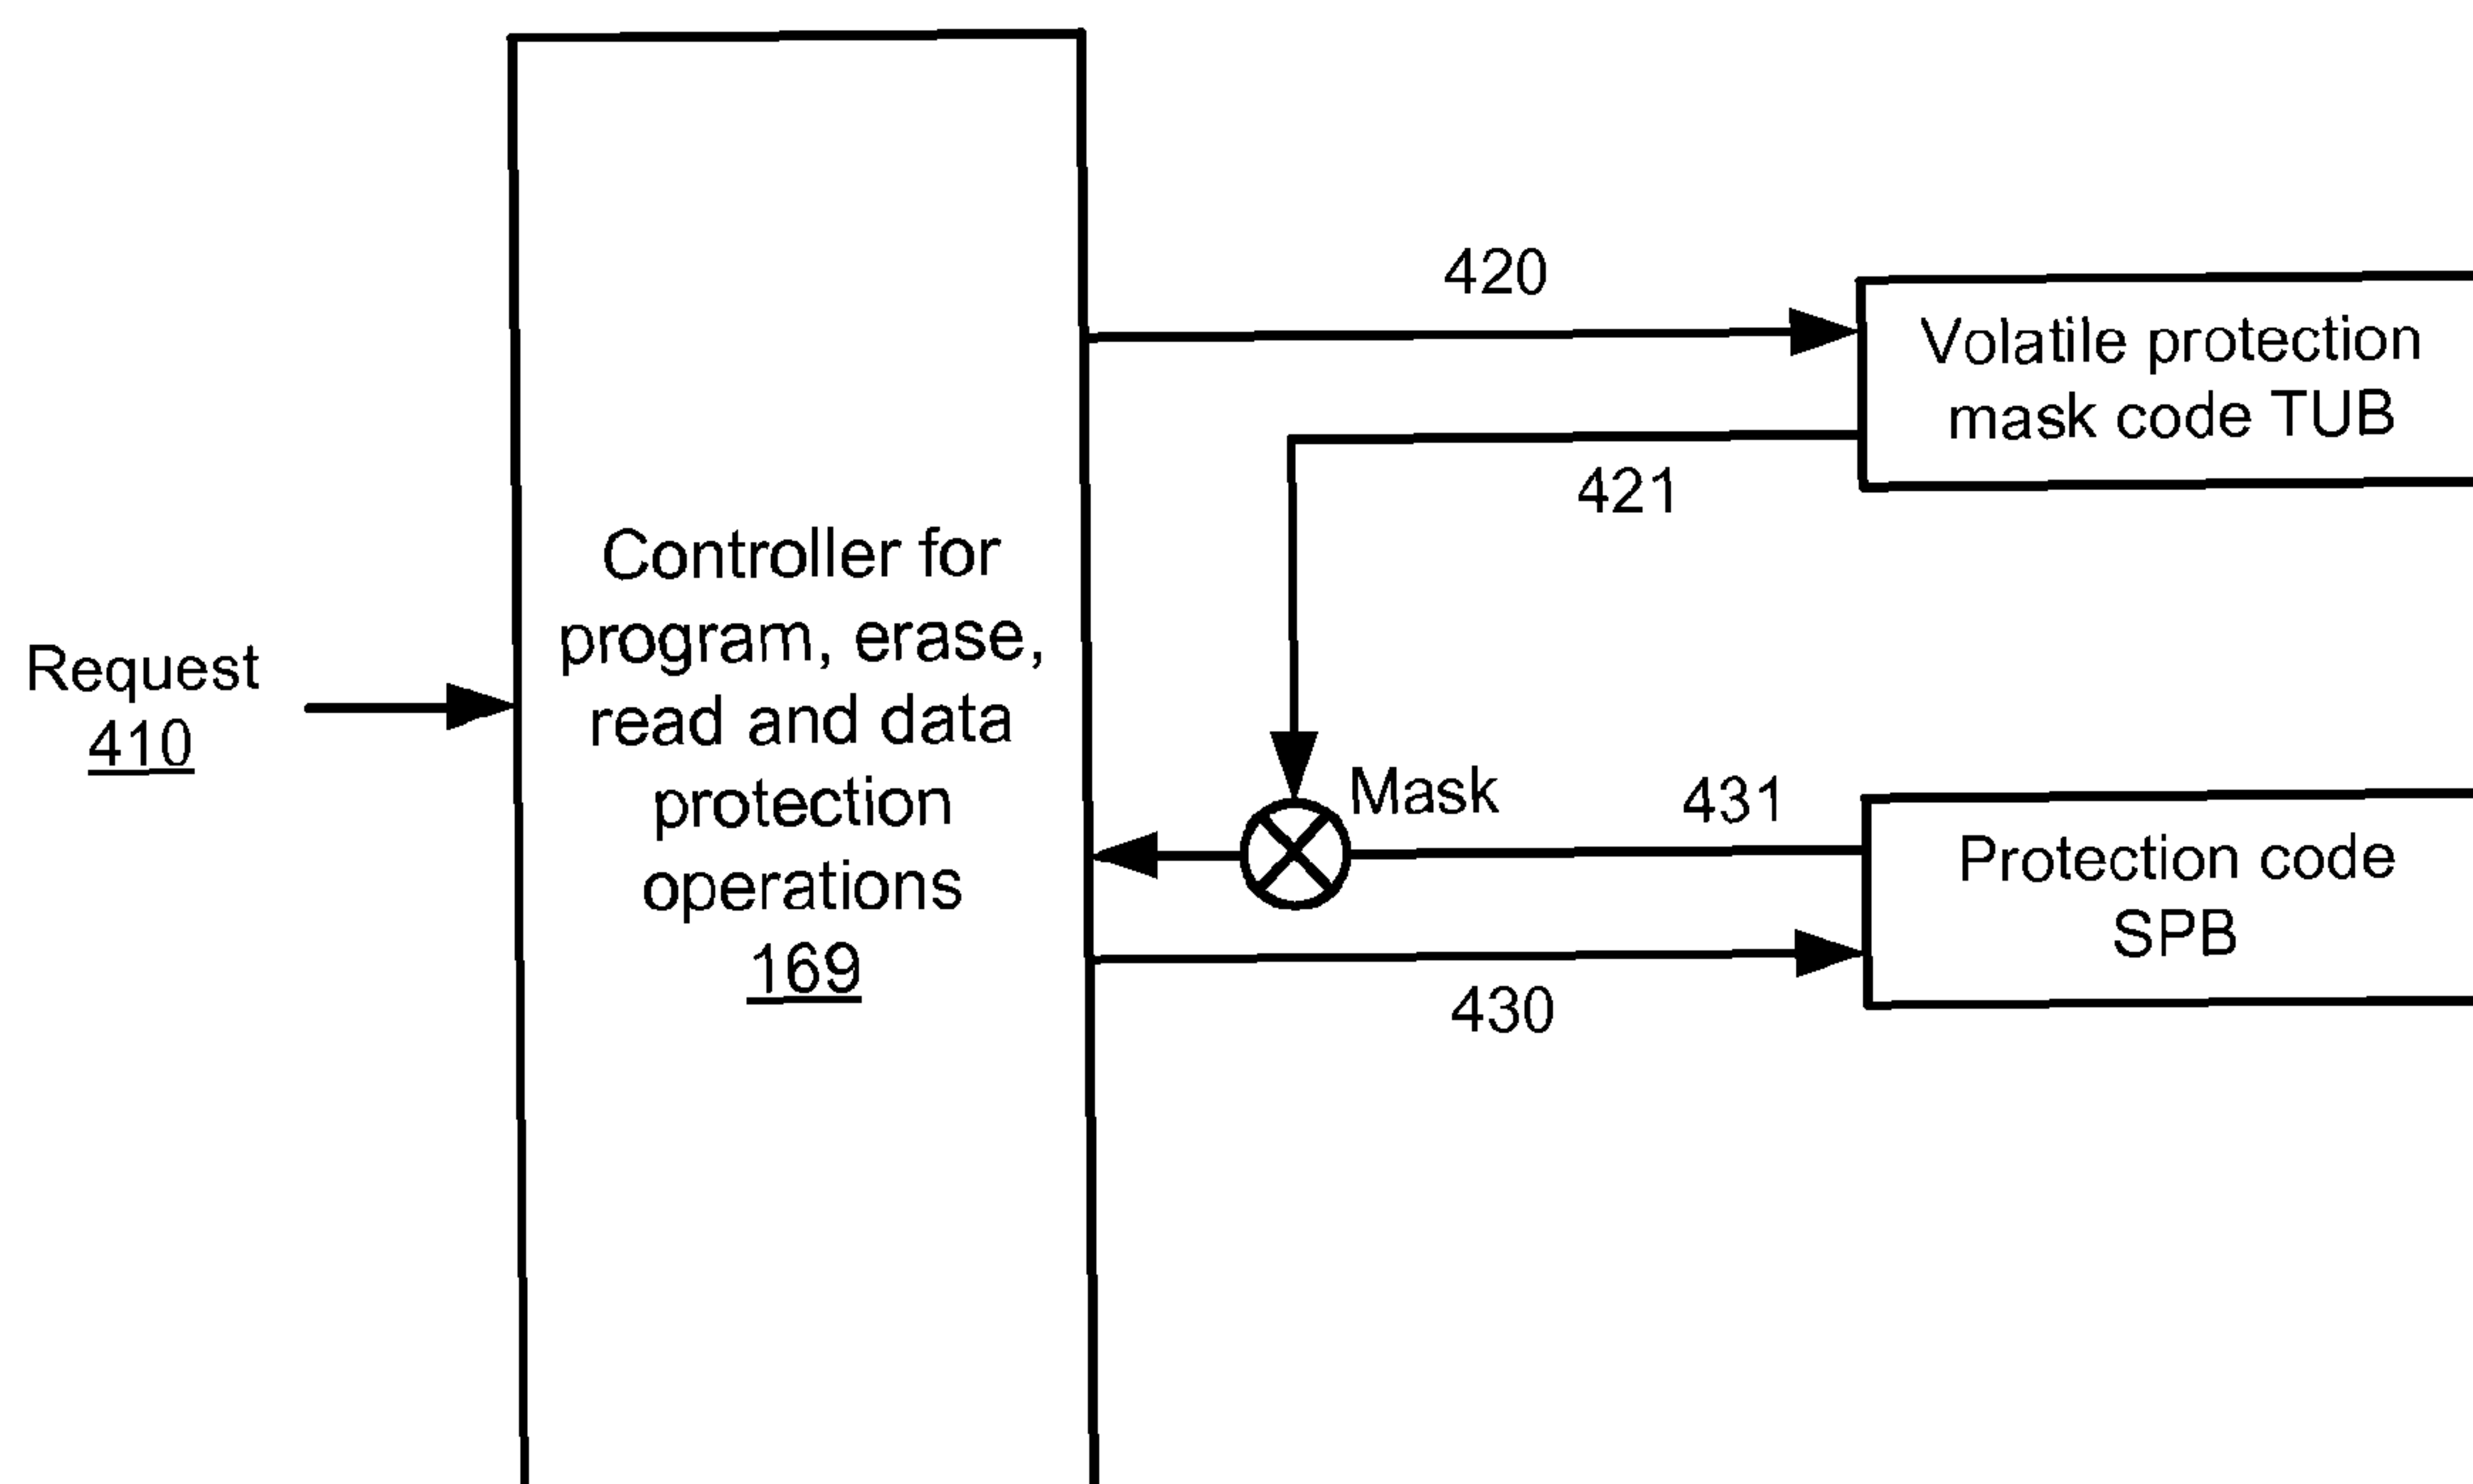 Request
410
Controller for
program, erase,
read and data
protection
operations
169
420
421
Mask
431
430
Volatile protection
mask code TUB
Protection code
SPB